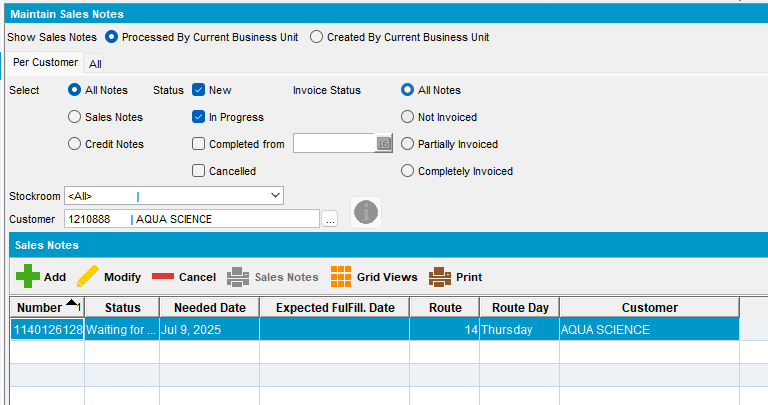 Maintain Sales Notes
Show Sales Notes Processed By Current Business Unit Created By Current Business Unit
Per Customer All
Select All Notes Status New Invoice Status All Notes
Sales Notes In Progress Not Invoiced
Credit Notes Completed from 16 Partially Invoiced
Cancelled Completely Invoiced
Stockroom <All> |
Customer 1210888 | AQUA SCIENCE ... i
Sales Notes
Add Modify Cancel Sales Notes Grid Views Print
Number 1 Status Needed Date Expected FulFill. Date Route Route Day Customer
1140126128 Waiting for ... Jul 9, 2025 14 Thursday AQUA SCIENCE